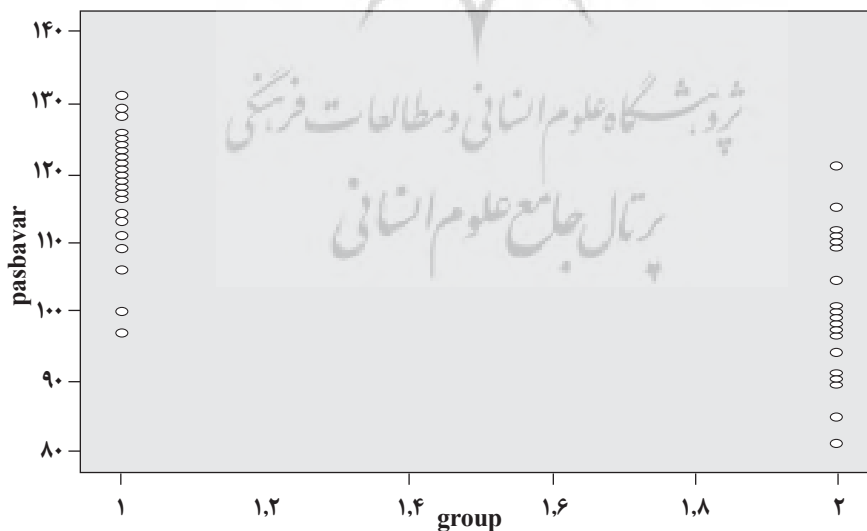 ۱۴۰
۱۳۰
پژوهشگاه علوم انسانی و مطالعات فرهنگی
۱۲۰
پرتال جامع علوم انسانی
۱۱۰
pasbavar
۱۰۰
۹۰
۸۰
۱ ۱,۲ ۱,۴ ۱,۶ ۱,۸ ۲
group